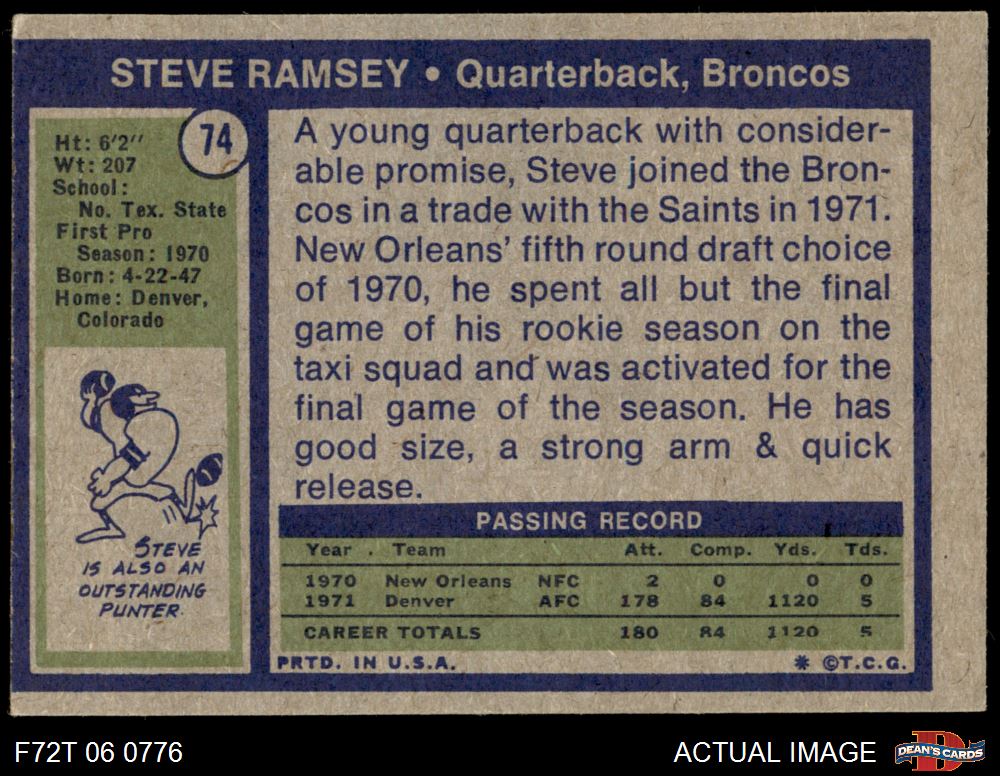 STEVE RAMSEY • Quarterback, Broncos
74
Ht: 6'2''
Wt: 207
School:
No. Tex. State
First Pro
Season: 1970
Born: 4-22-47
Home: Denver,
Colorado
STEVE
IS ALSO AN
OUTSTANDING
PUNTER.
A young quarterback with consider-
able promise, Steve joined the Bron-
cos in a trade with the Saints in 1971.
New Orleans' fifth round draft choice
of 1970, he spent all but the final
game of his rookie season on the
taxi squad and was activated for the
final game of the season. He has
good size, a strong arm & quick
release.
PASSING RECORD
Year Team Att. Comp. Yds. Tds.
1970 New Orleans NFC 2 0 0 0
1971 Denver AFC 178 84 1120 5
CAREER TOTALS 180 84 1120 5
PRTD. IN U.S.A. * ©T.C.G.
F72T 06 0776
ACTUAL IMAGE
DEAN'S CARDS